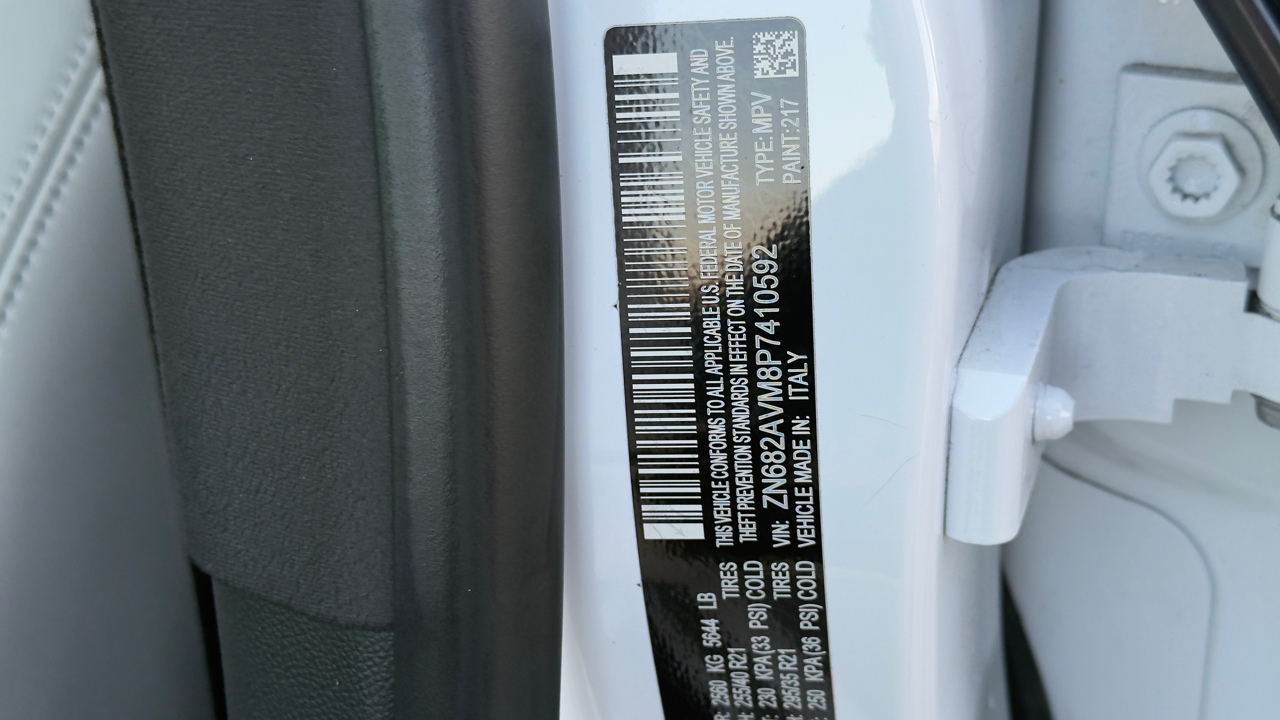 THIS VEHICLE CONFORMS TO ALL APPLICABLE U.S. FEDERAL MOTOR VEHICLE SAFETY AND
THEFT PREVENTION STANDARDS IN EFFECT ON THE DATE OF MANUFACTURE SHOWN ABOVE.
VIN: ZN682AVM8P7410592 TYPE: MPV
VEHICLE MADE IN: ITALY PAINT: 217
2560 KG 5644 LB
255/40 R21 TIRES
230 KPA (33 PSI) COLD
295/35 R21 TIRES
250 KPA (36 PSI) COLD